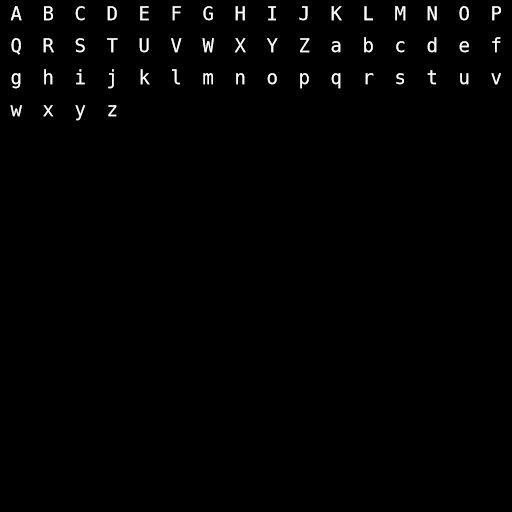 A B C D E F G H I J K L M N O P
Q R S T U V W X Y Z a b c d e f
g h i j k l m n o p q r s t u v
w x y z